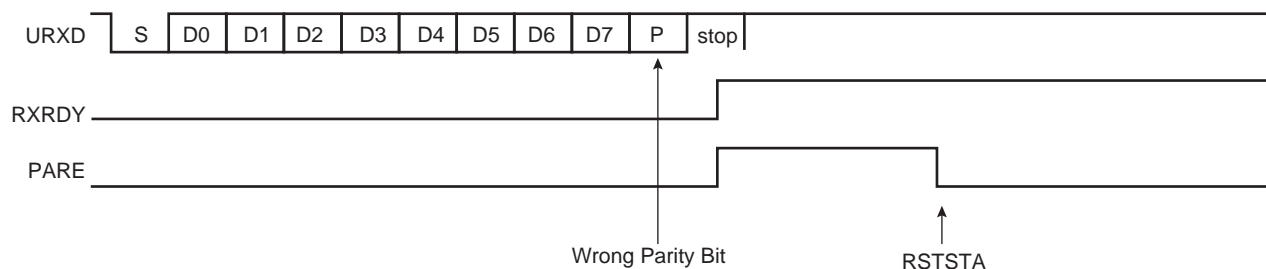 URXD S D0 D1 D2 D3 D4 D5 D6 D7 P stop
RXRDY
PARE
Wrong Parity Bit RSTSTA